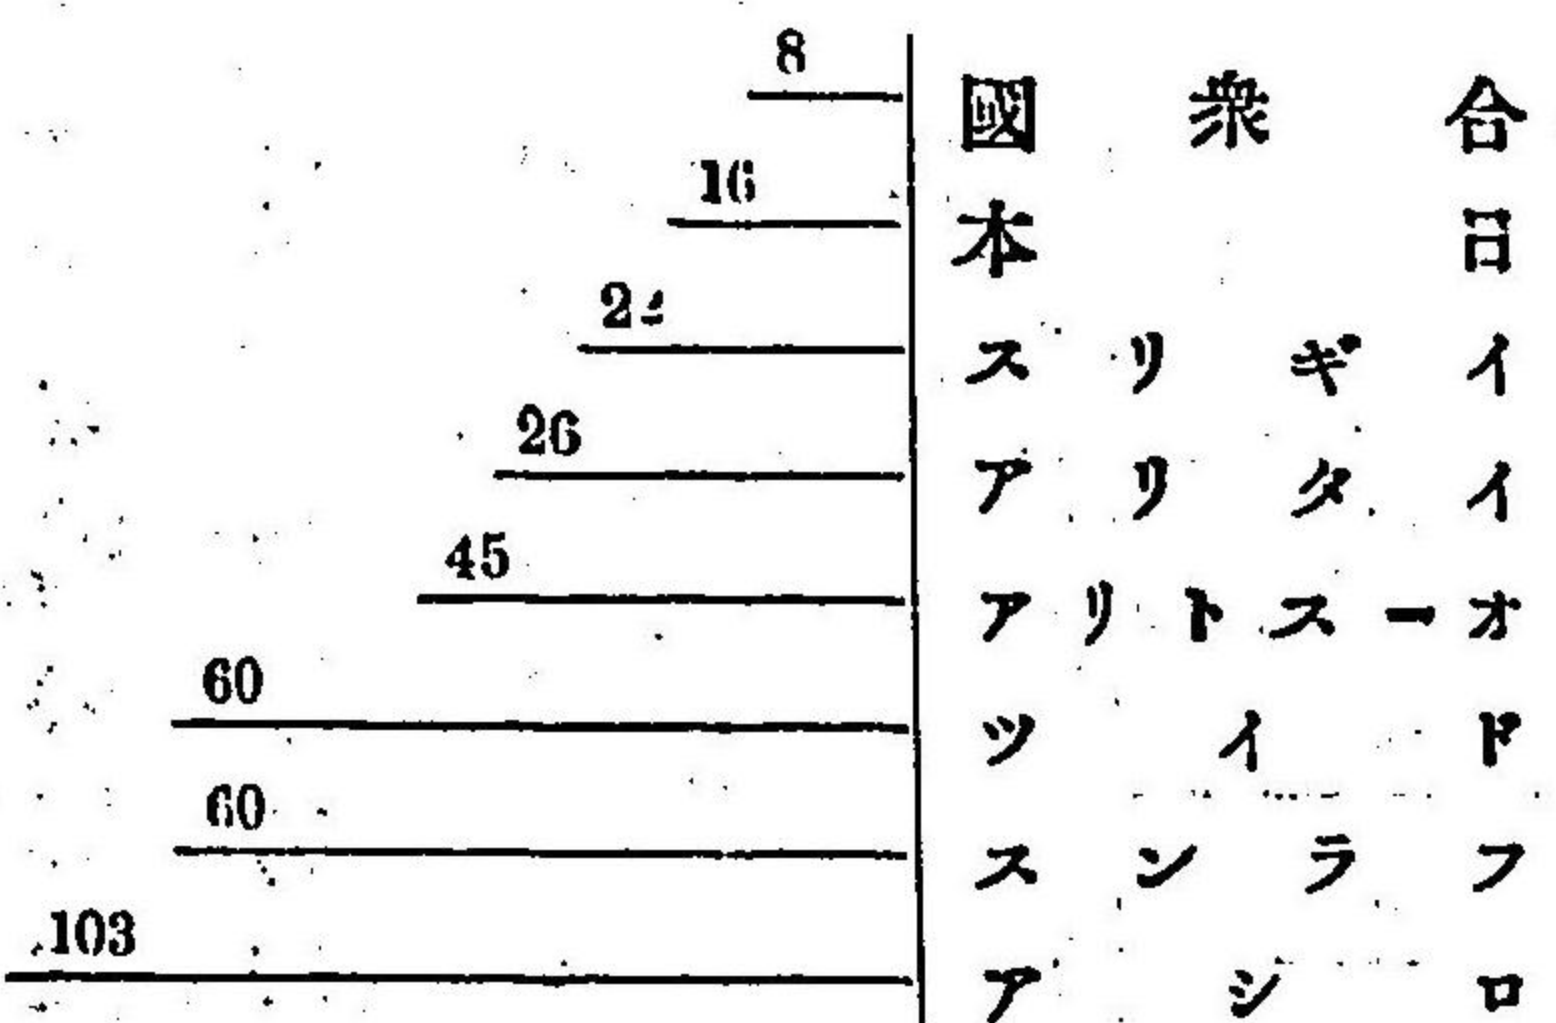 合衆國 8
日本 16
イギリス
イタリア 26
オーストリア 45
ドイツ 60
フランス 60
ロシア 103